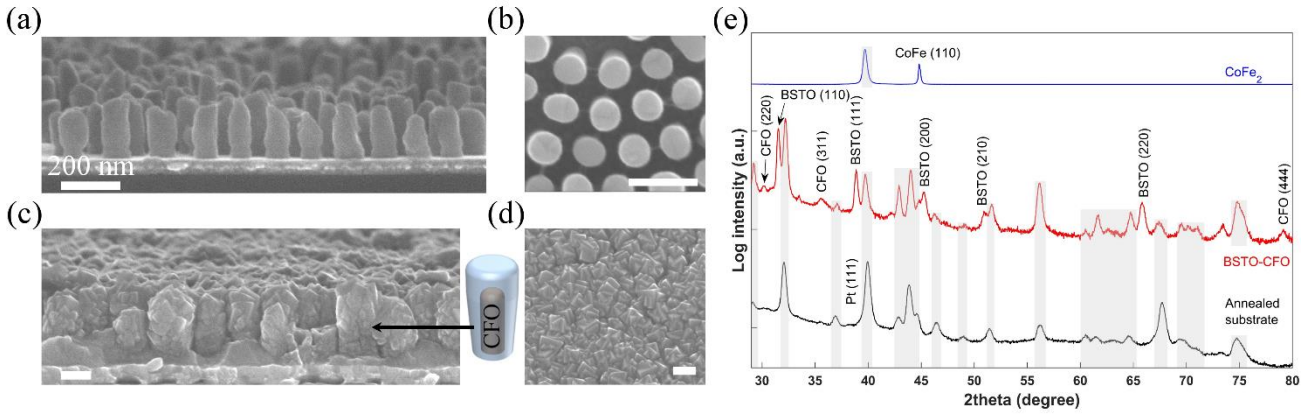 (a)
200 nm
(b)
(c)
CFO
(d)
(e)
Log intensity (a.u.)
CoFe (110)
CoFe₂
CFO (220)
BSTO (110)
CFO (311)
BSTO (111)
BSTO (200)
BSTO (210)
BSTO (220)
CFO (444)
BSTO-CFO
Pt (111)
Annealed
substrate
30 35 40 45 50 55 60 65 70 75 80
2theta (degree)